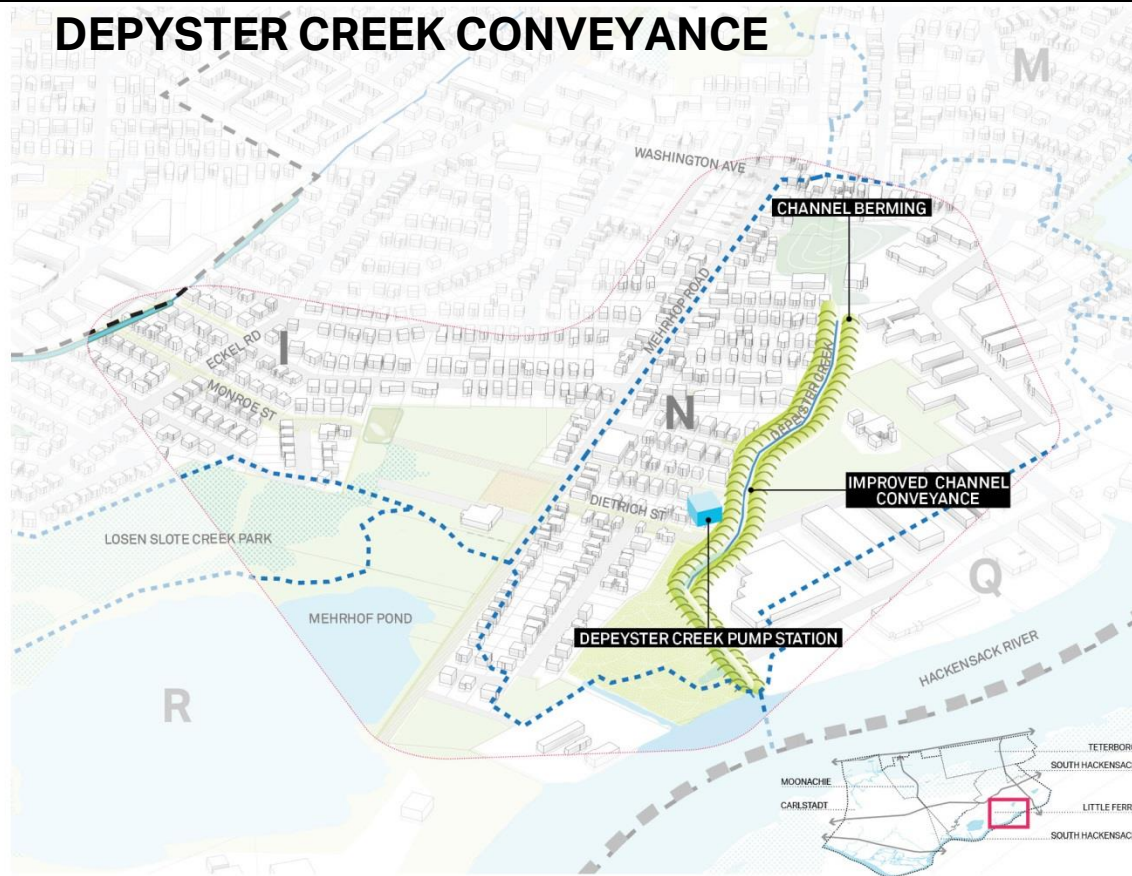 DEPYSTER CREEK CONVEYANCE
M
WASHINGTON AVE
CHANNEL BERMING
MEHRHOP ROAD
ECKEL RD
I
MONROE ST
N
DEPEYSTER CREEK
IMPROVED CHANNEL
CONVEYANCE
DIETRICH ST
LOSEN SLOTE CREEK PARK
Q
MEHRHOF POND
DEPEYSTER CREEK PUMP STATION
HACKENSACK RIVER
R
TETERBOR
SOUTH HACKENSAC
MOONACHIE
CARLSTADT
LITTLE FERR
SOUTH HACKENSAC